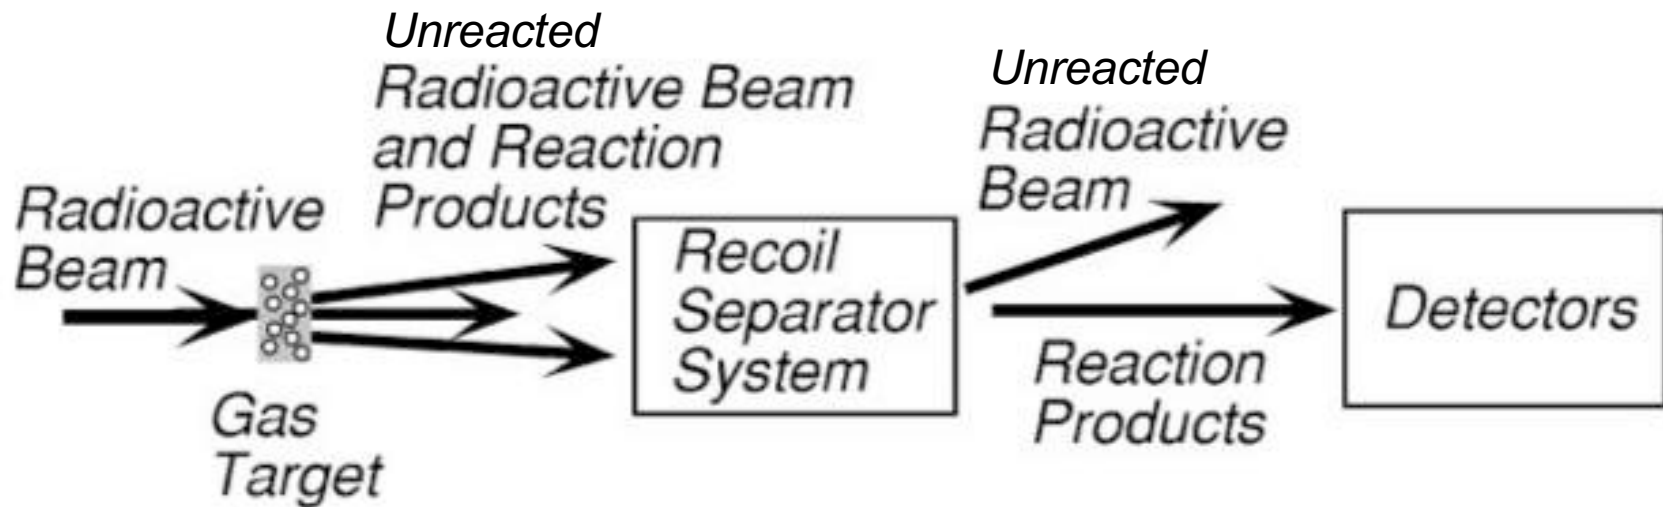 Radioactive
Beam
Gas
Target
Unreacted
Radioactive Beam
and Reaction
Products
Recoil
Separator
System
Unreacted
Radioactive
Beam
Reaction
Products
Detectors